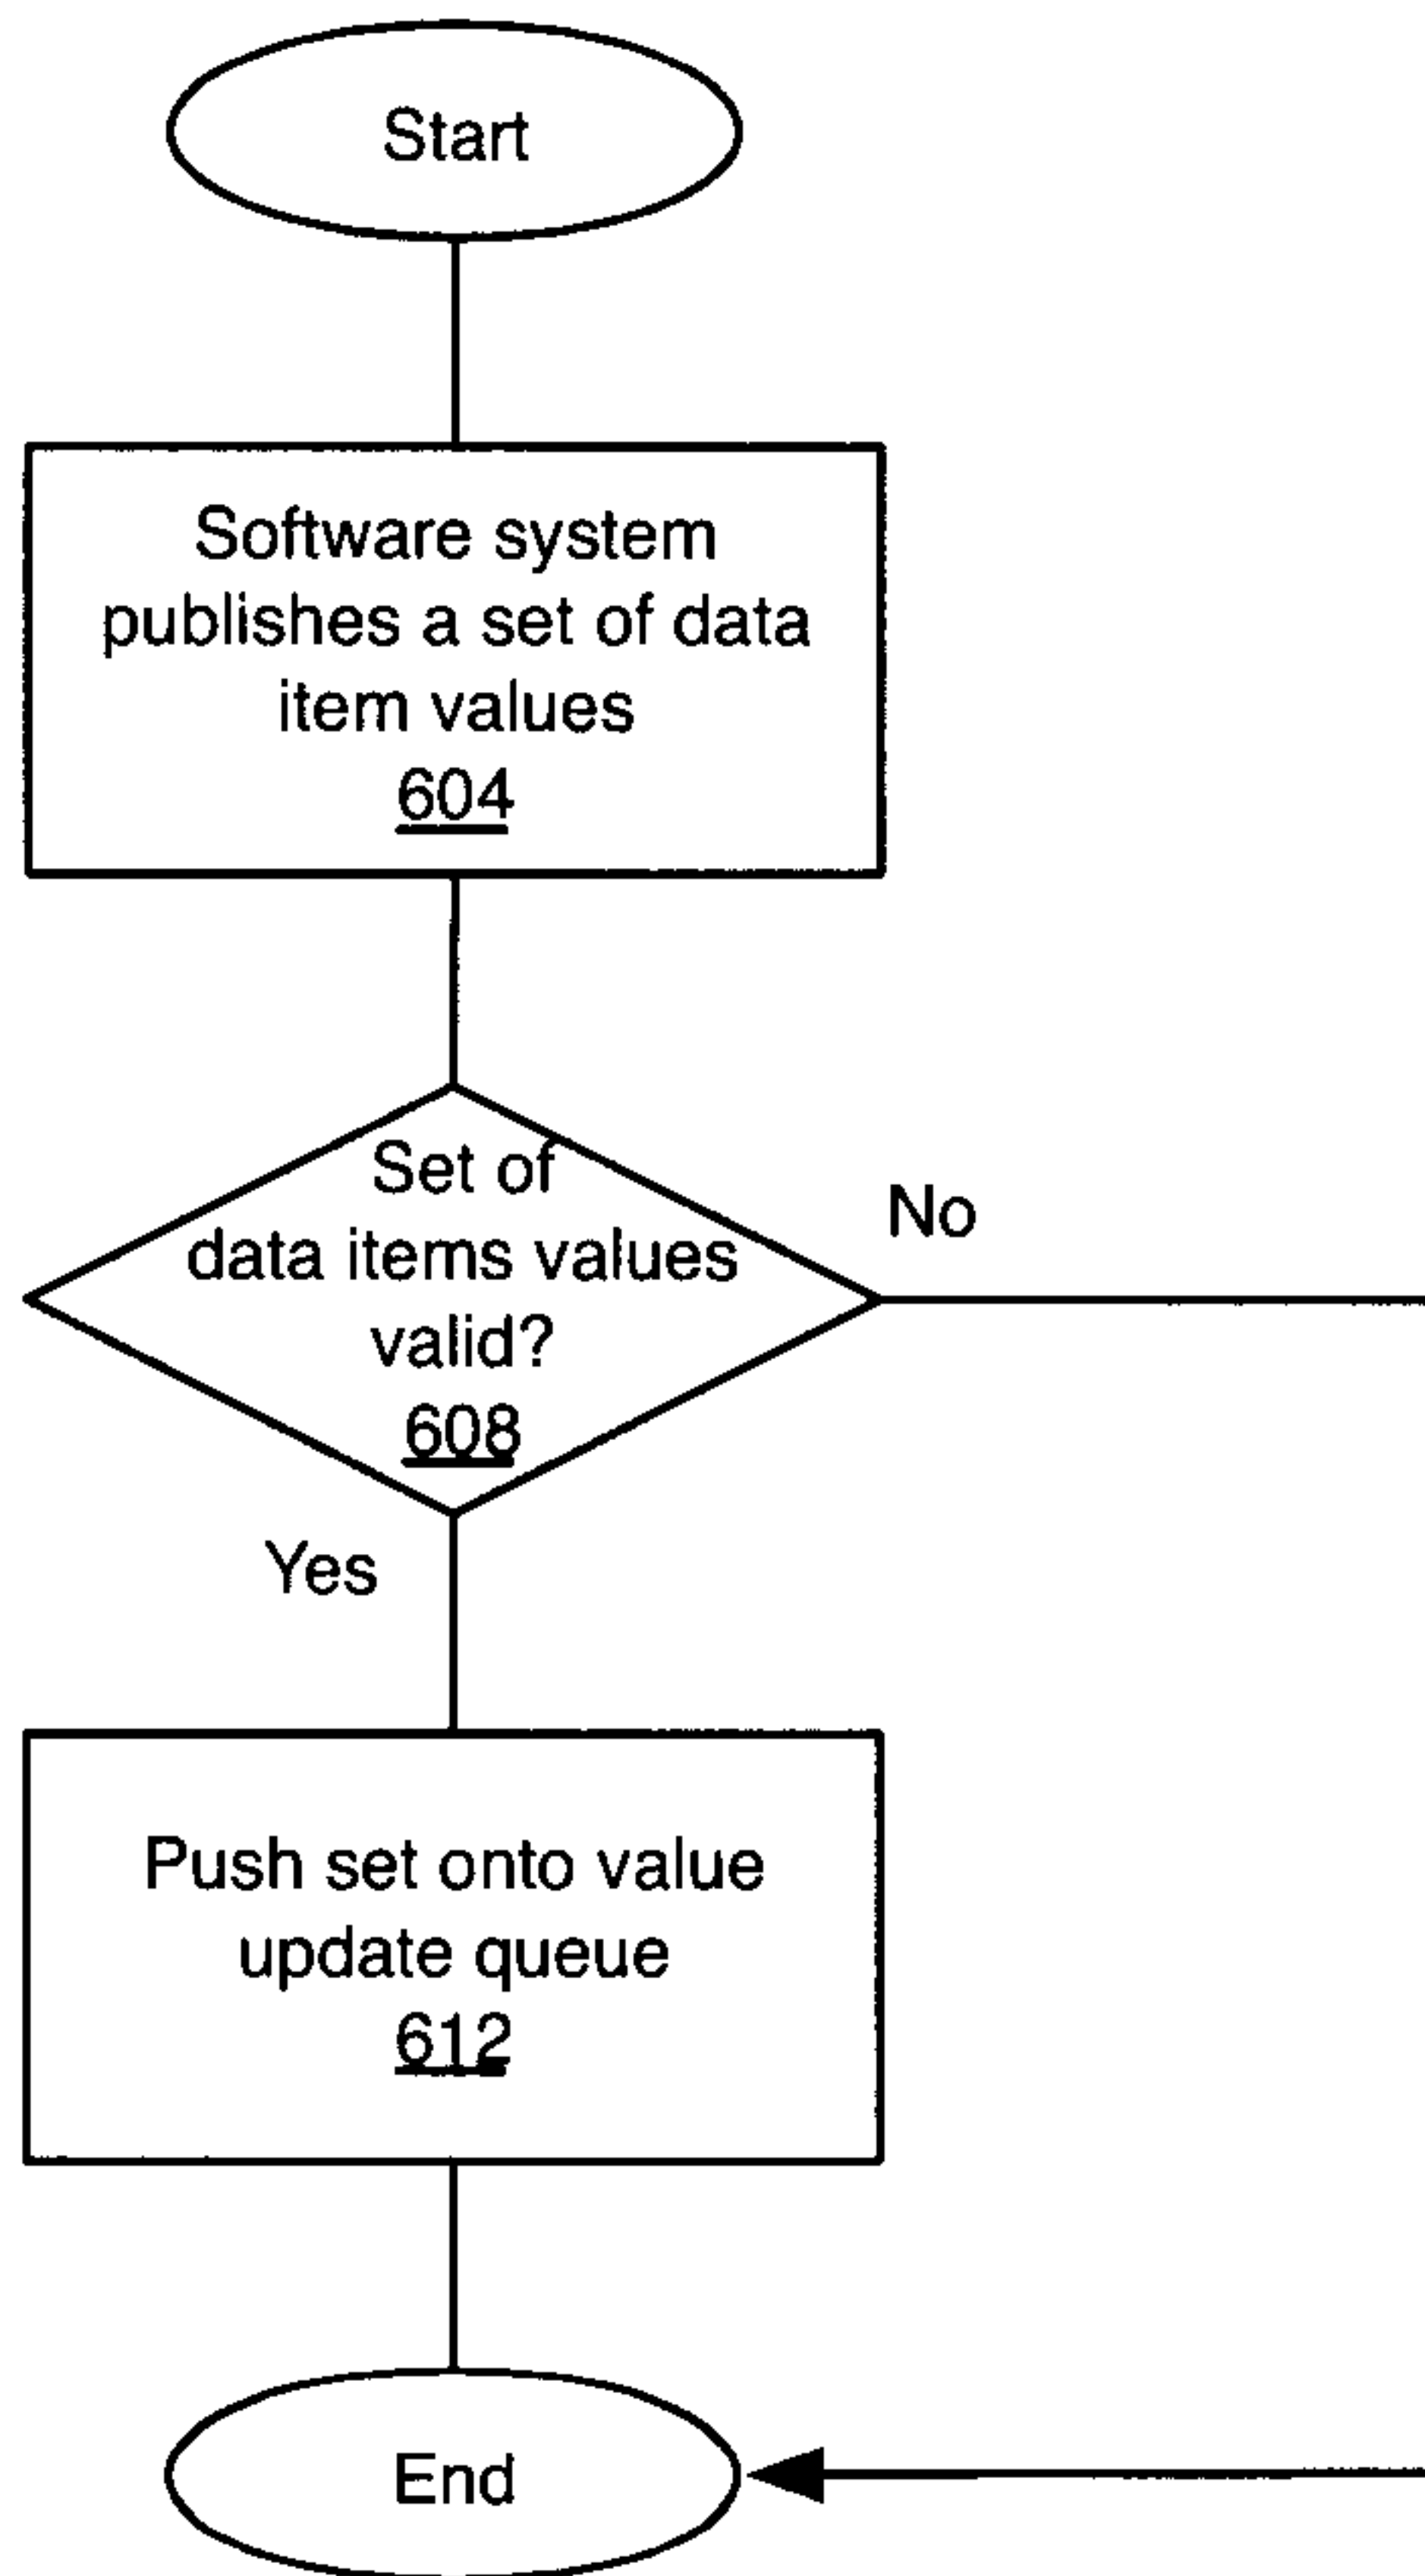 Start
Software system
publishes a set of data
item values
604
Set of
data items values
valid?
608
No
Yes
Push set onto value
update queue
612
End